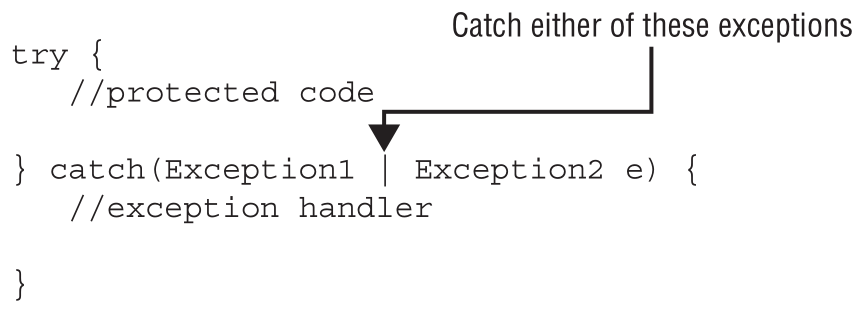 Catch either of these exceptions
try {
//protected code
} catch(Exception1 | Exception2 e) {
//exception handler
}